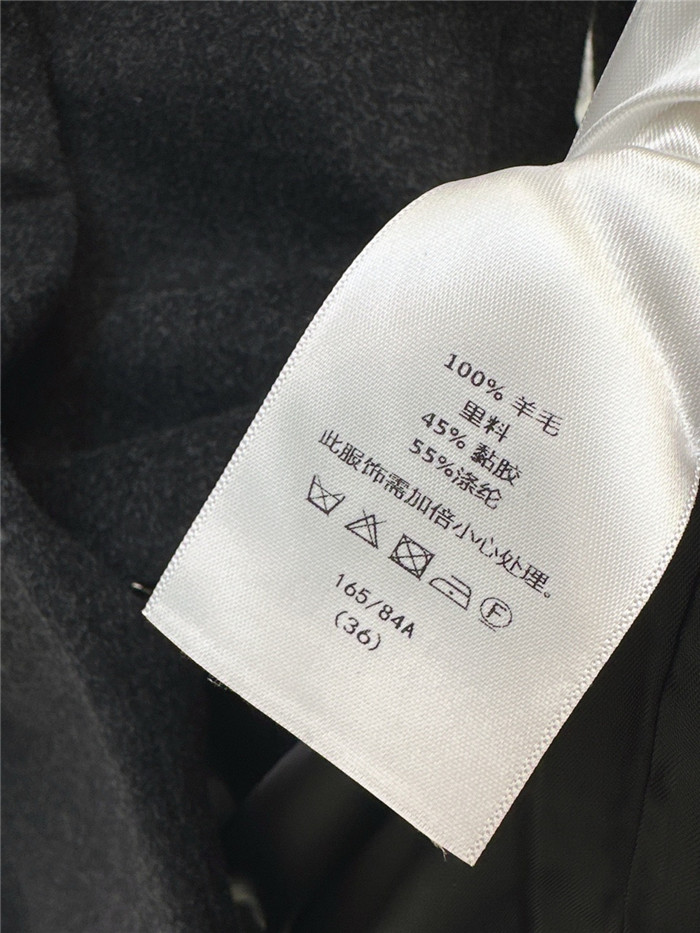 100% 羊毛
里料
45% 黏胶
55%涤纶
此服饰需加倍小心处理。
F
165/84A
(36)